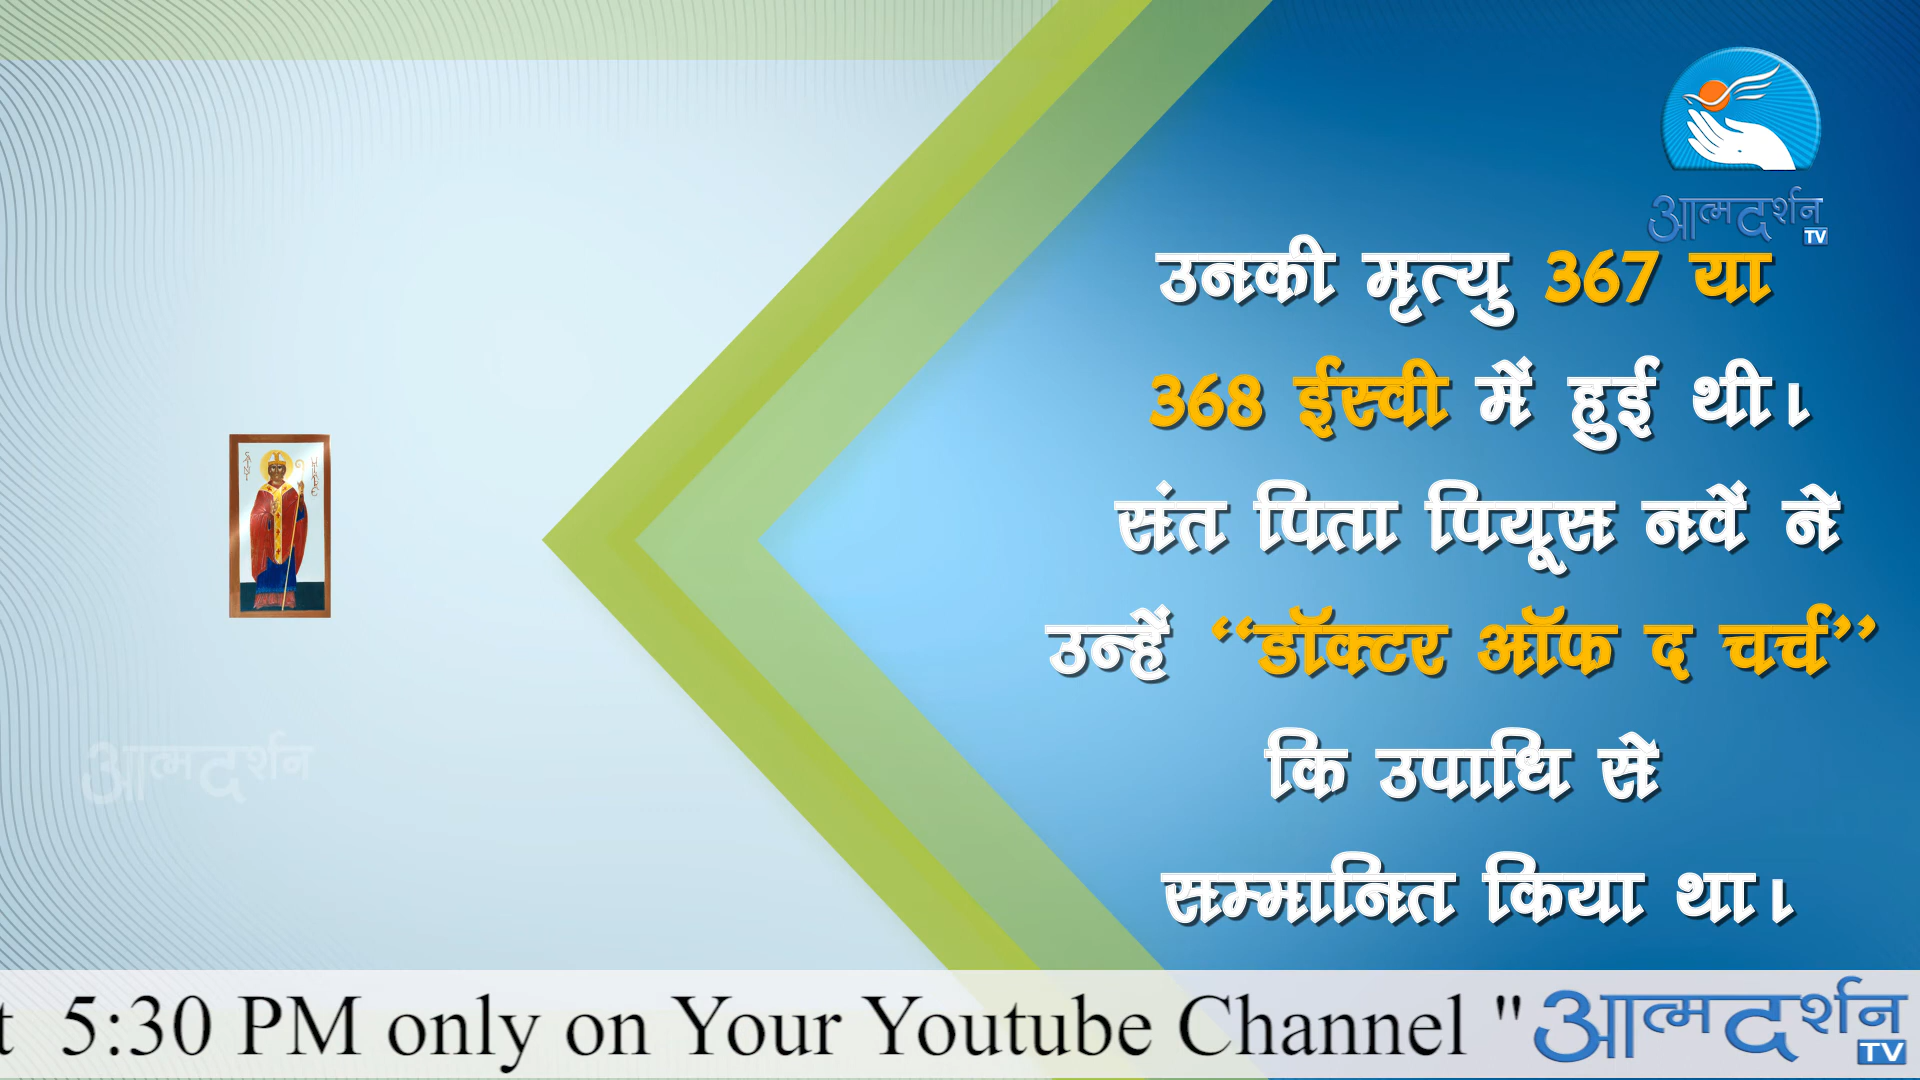 आत्मदर्शन
TV
उनकी मृत्यु 367 या
368 ईस्वी में हुई थी।
संत पिता पियूस नवें ने
उन्हें “डॉक्टर ऑफ द चर्च”
कि उपाधि से
सम्मानित किया था।
आत्मदर्शन
t 5:30 PM only on Your Youtube Channel "आत्मदर्शन
TV